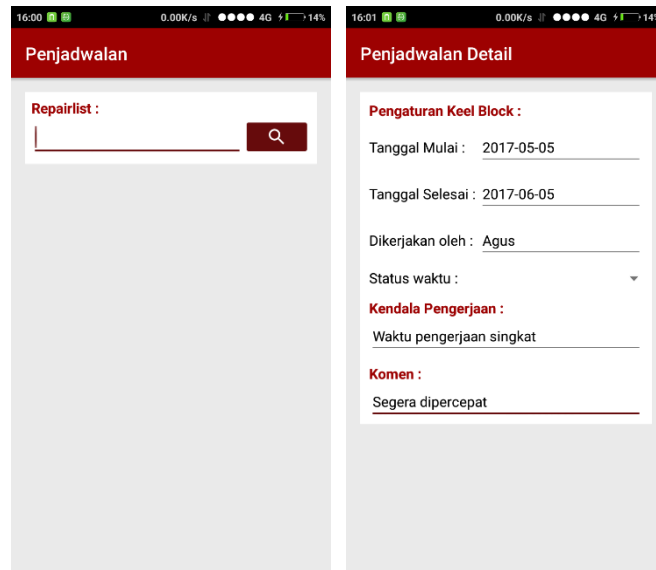 16:00 0.00K/s 4G 14%
Penjadwalan
Repairlist :
16:01 0.00K/s 4G 14%
Penjadwalan Detail
Pengaturan Keel Block :
Tanggal Mulai : 2017-05-05
Tanggal Selesai : 2017-06-05
Dikerjakan oleh : Agus
Status waktu :
Kendala Pengerjaan :
Waktu pengerjaan singkat
Komen :
Segera dipercepat